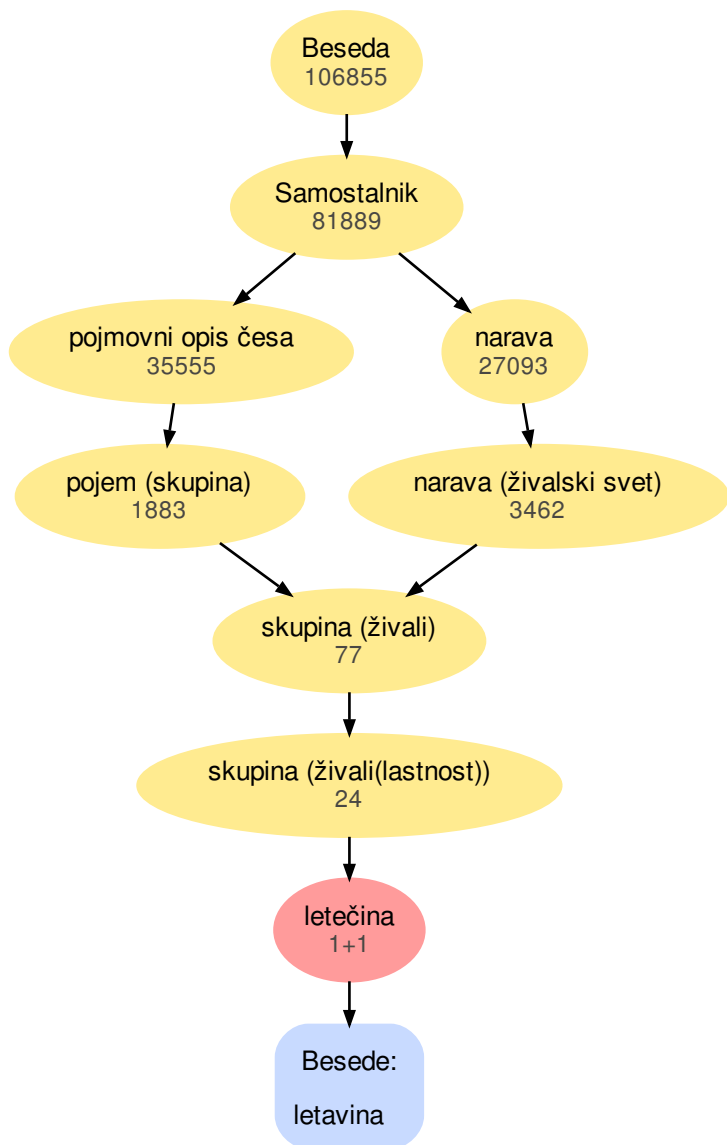 Beseda
106855
Samostalnik
81889
pojmovni opis česa
35555
narava
27093
pojem (skupina)
1883
narava (živalski svet)
3462
skupina (živali)
77
skupina (živali(lastnost))
24
letečina
1+1
Besede:
letavina